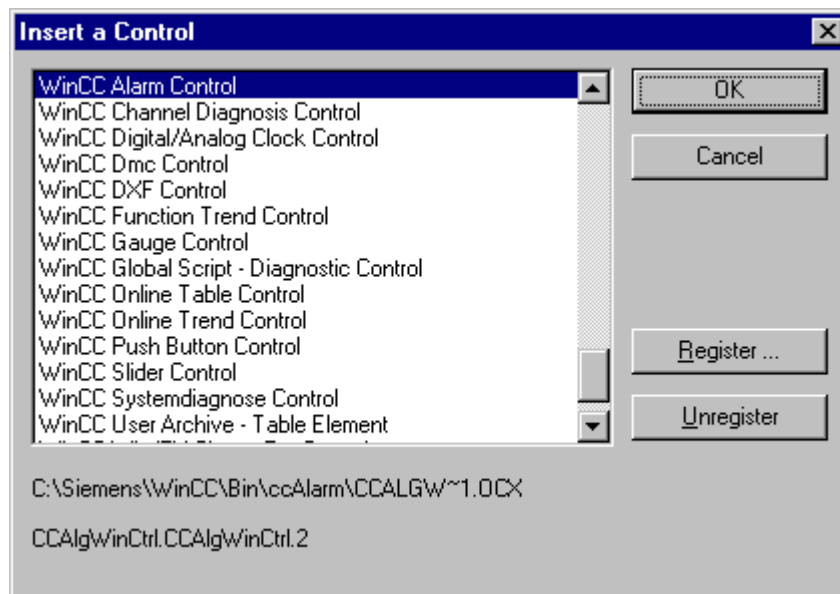 Insert a Control
WinCC Alarm Control
WinCC Channel Diagnosis Control
WinCC Digital/Analog Clock Control
WinCC Dmc Control
WinCC DXF Control
WinCC Function Trend Control
WinCC Gauge Control
WinCC Global Script - Diagnostic Control
WinCC Online Table Control
WinCC Online Trend Control
WinCC Push Button Control
WinCC Slider Control
WinCC Systemdiagnose Control
WinCC User Archive - Table Element
OK
Cancel
Register ...
Unregister
C:\Siemens\WinCC\Bin\ccAlarm\CCALGW~1.OCX
CCAlgWinCtrl.CCAlgWinCtrl.2